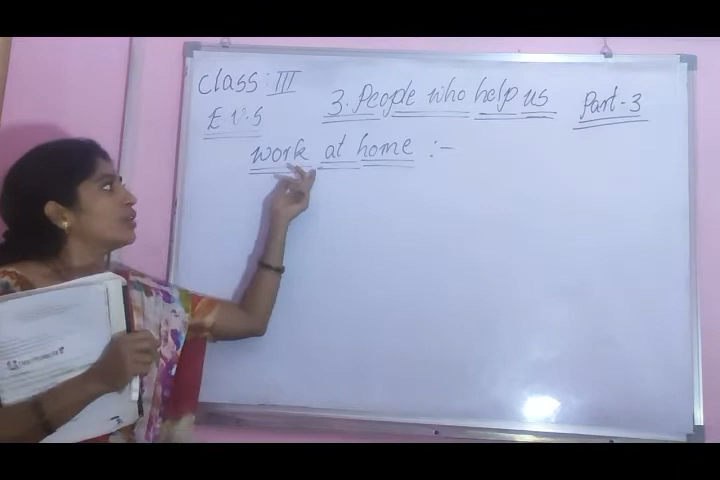 Class: III
3. People who help us
Part-3
E.V.S
Work at home :-